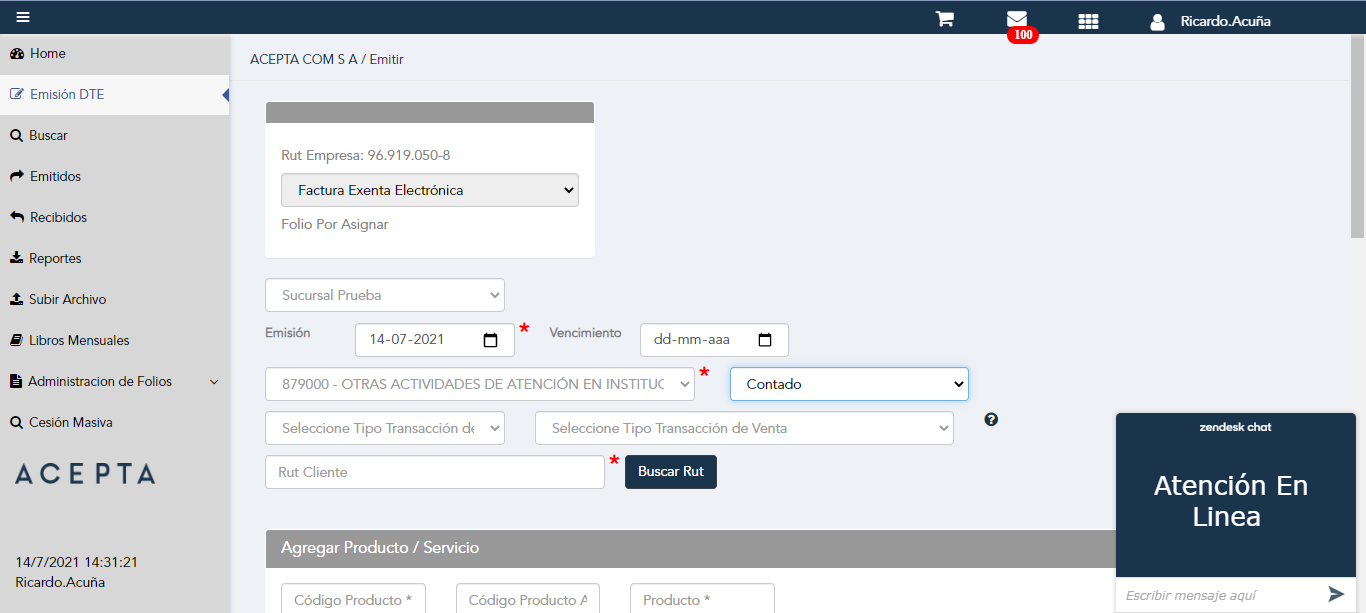 100
Ricardo.Acuña
Home
ACEPTA COM S A / Emitir
Emisión DTE
Buscar
Emitidos
Recibidos
Reportes
Subir Archivo
Libros Mensuales
Administracion de Folios
Cesión Masiva
ACEPTA
14/7/2021 14:31:21
Ricardo.Acuña
Rut Empresa: 96.919.050-8
Factura Exenta Electrónica
Folio Por Asignar
Sucursal Prueba
Emisión 14-07-2021 * Vencimiento dd-mm-aaa
879000 - OTRAS ACTIVIDADES DE ATENCIÓN EN INSTITUC * Contado
Seleccione Tipo Transacción de Seleccione Tipo Transacción de Venta ?
Rut Cliente * Buscar Rut
Agregar Producto / Servicio
Código Producto * Código Producto A Producto *
zendesk chat
Atención En
Linea
Escribir mensaje aquí